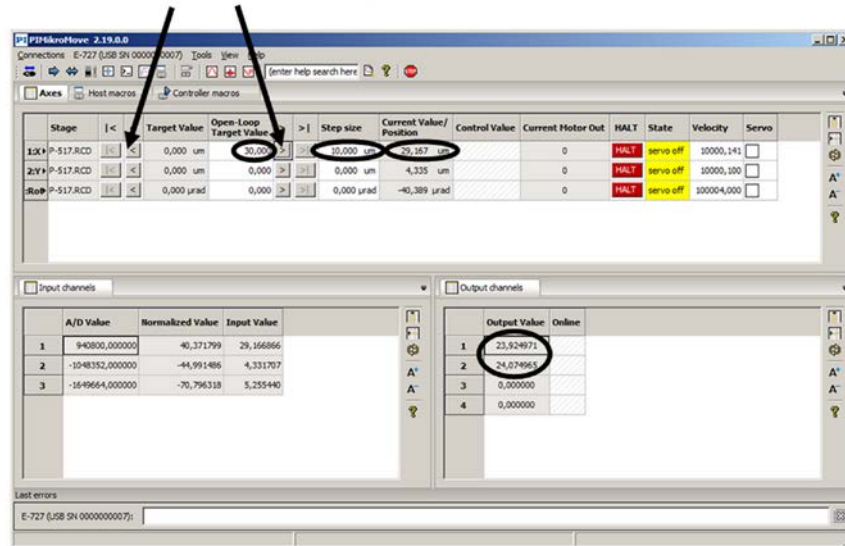 PIMikroMove 2.19.0.0
Connections E-727 (USB SN 0000000007) Tools View Help
(enter help search here
STOP
Axes Host macros Controller macros
Stage |< Target Value Open-Loop Target Value >| Step size Current Value/ Position Control Value Current Motor Out HALT State Velocity Servo
1:X P-517.RCD |< < 0,000 um 30,000 > >| 10,000 um 29,167 um 0 HALT servo off 10000,141
2:Y P-517.RCD |< < 0,000 um 0,000 > >| 0,000 um 4,335 um 0 HALT servo off 10000,100
P-517.RCD |< < 0,000 µrad 0,000 > >| 0,000 µrad -40,389 µrad 0 HALT servo off 100004,000
A+
A-
?
Input channels
A/D Value Normalized Value Input Value
1 940800,000000 40,371799 29,166866
2 -1048352,000000 -44,991486 4,331707
3 -1649664,000000 -70,796318 5,255440
A+
A-
?
Output channels
Output Value Online
1 23,924971
2 24,074965
3 0,000000
4 0,000000
A+
A-
?
Last errors
E-727 (USB SN 0000000007):